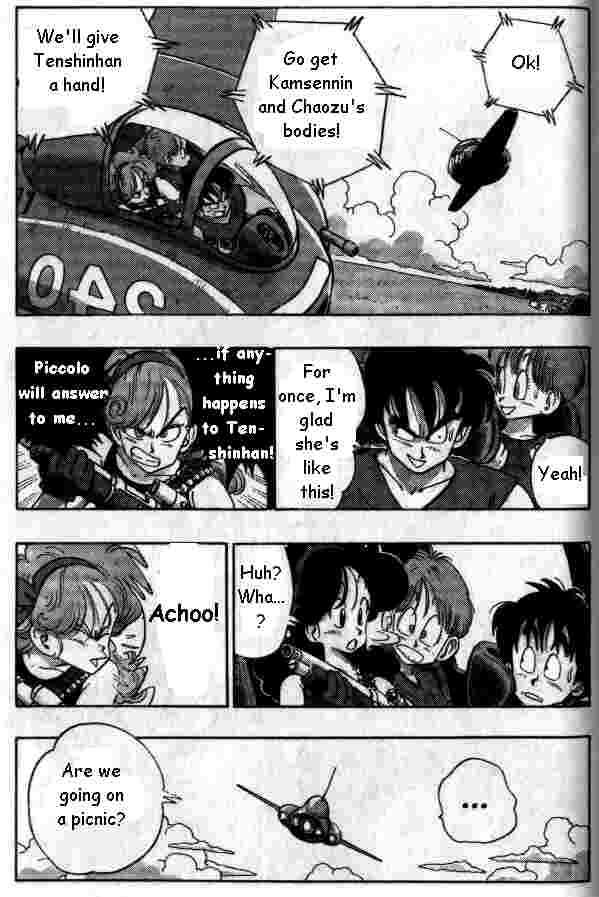 We'll give
Tenshinhan
a hand!
Go get
Kamsennin
and Chaozu's
bodies!
Ok!
Piccolo
will answer
to me...
...if any-
thing
happens
to Ten-
shinhan!
For
once, I'm
glad
she's
like
this!
Yeah!
Achoo!
Huh?
Wha...
?
Are we
going on
a picnic?
...